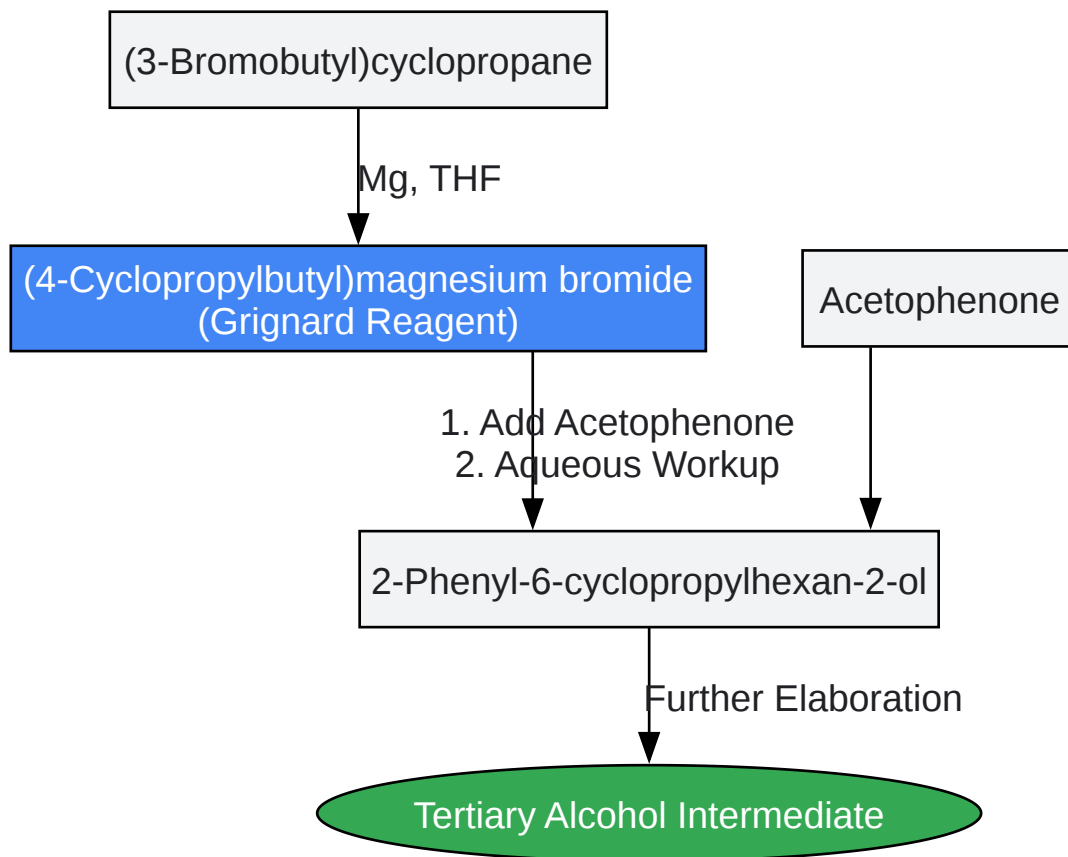 (3-Bromobutyl)cyclopropane
Mg, THF
(4-Cyclopropylbutyl)magnesium bromide
(Grignard Reagent)
Acetophenone
1. Add Acetophenone
2. Aqueous Workup
2-Phenyl-6-cyclopropylhexan-2-ol
Further Elaboration
Tertiary Alcohol Intermediate